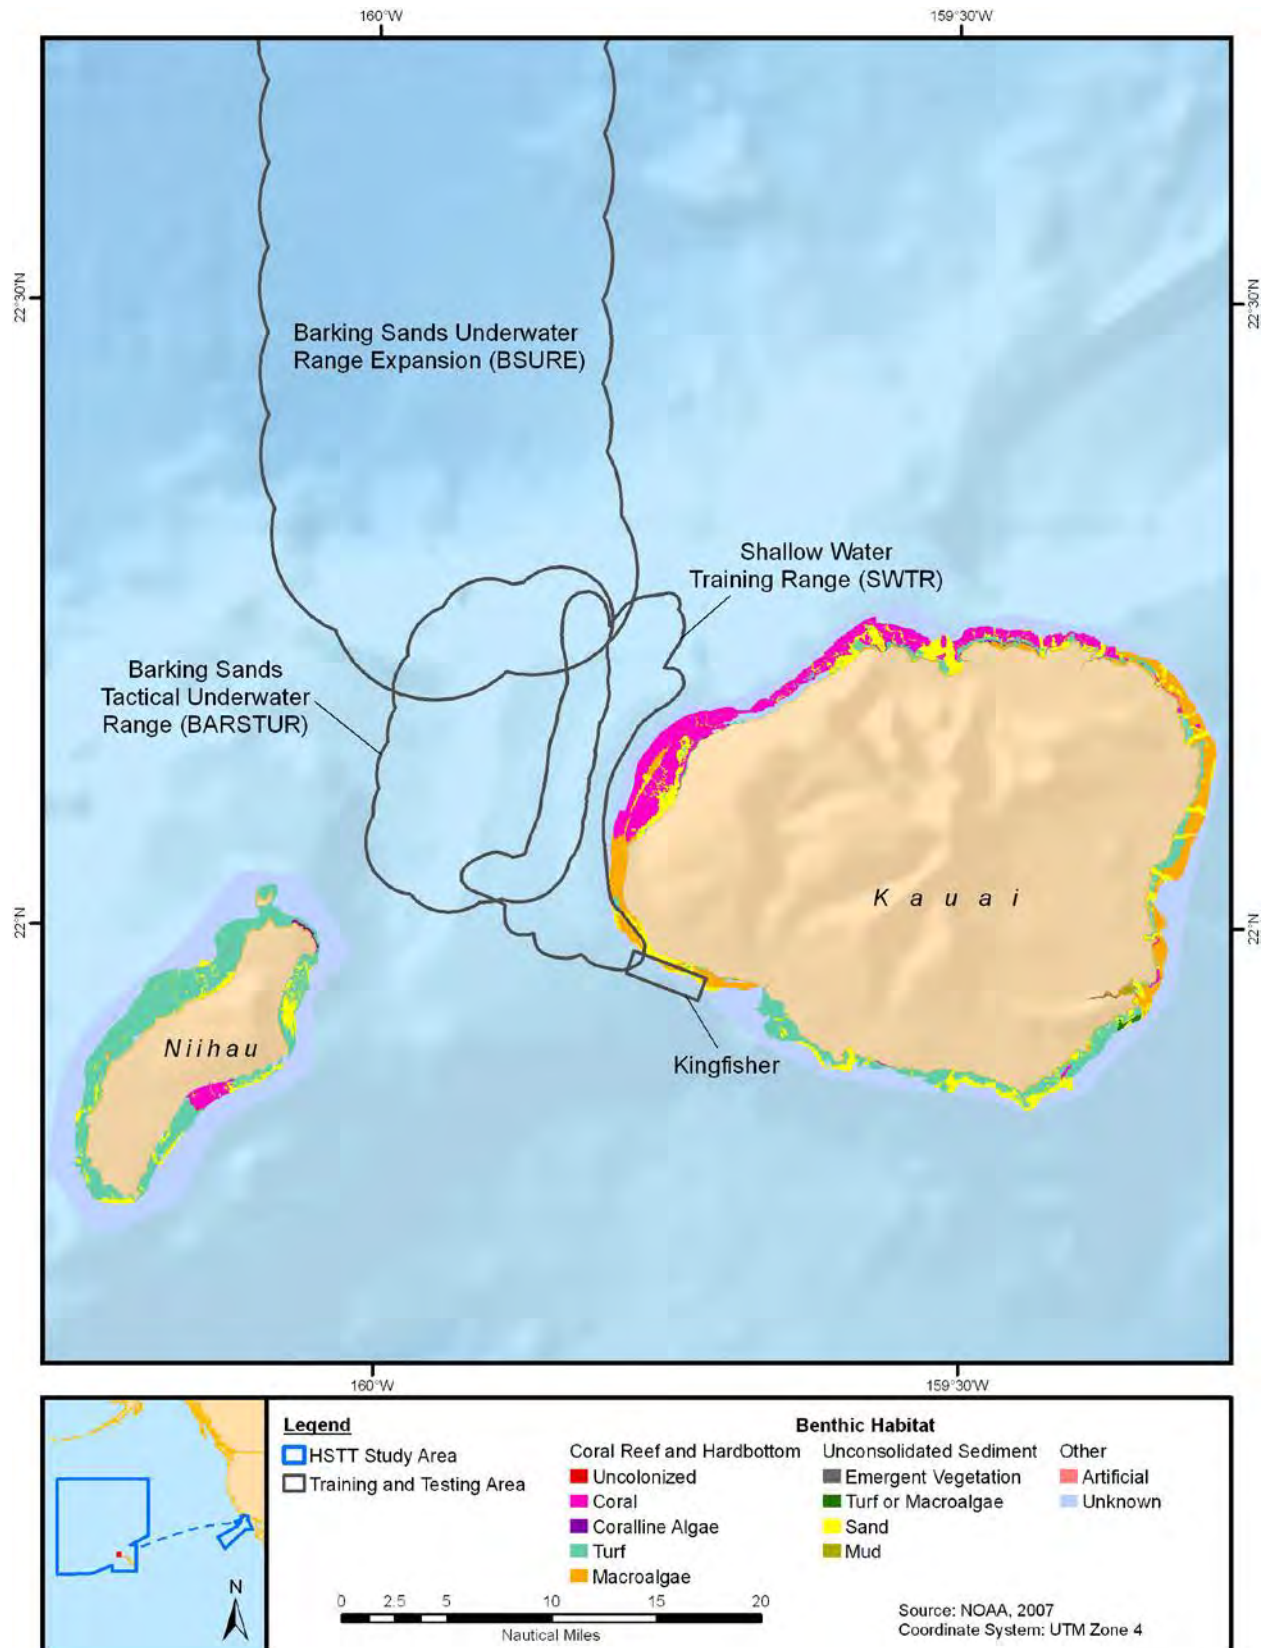 160°W
159°30'W
22°30'N
22°30'N
Barking Sands Underwater
Range Expansion (BSURE)
Shallow Water
Training Range (SWTR)
Barking Sands
Tactical Underwater
Range (BARSTUR)
Kauai
22°N
22°N
Niihau
Kingfisher
160°W
159°30'W
Legend
HSTT Study Area
Training and Testing Area
Benthic Habitat
Coral Reef and Hardbottom
Uncolonized
Coral
Coralline Algae
Turf
Macroalgae
Unconsolidated Sediment
Emergent Vegetation
Turf or Macroalgae
Sand
Mud
Other
Artificial
Unknown
N
0 2.5 5 10 15 20
Nautical Miles
Source: NOAA, 2007
Coordinate System: UTM Zone 4